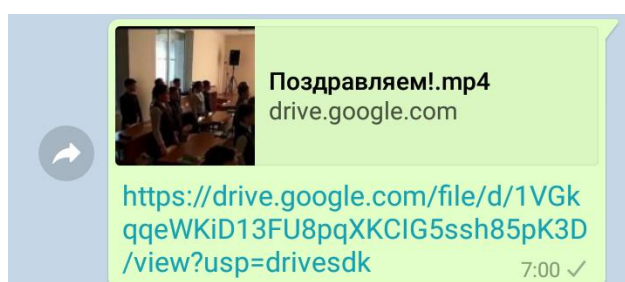 Поздравляем!.mp4
drive.google.com
https://drive.google.com/file/d/1VGk
qqeWKiD13FU8pqXKCIG5ssh85pK3D
/view?usp=drivesdk
7:00